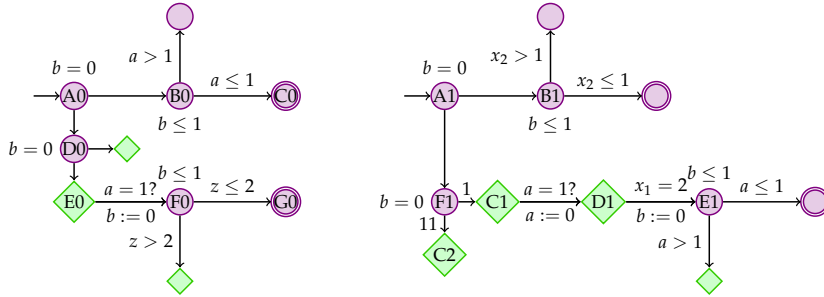 a > 1
b = 0
a ≤ 1
A0
B0
C0
b ≤ 1
b = 0
D0
b ≤ 1
a = 1?
z ≤ 2
E0
F0
G0
b := 0
z > 2
x₂ > 1
b = 0
x₂ ≤ 1
A1
B1
b ≤ 1
b ≤ 1
1
a = 1?
x₁ = 2
a ≤ 1
b = 0
F1
C1
D1
E1
11
a := 0
b := 0
a > 1
C2